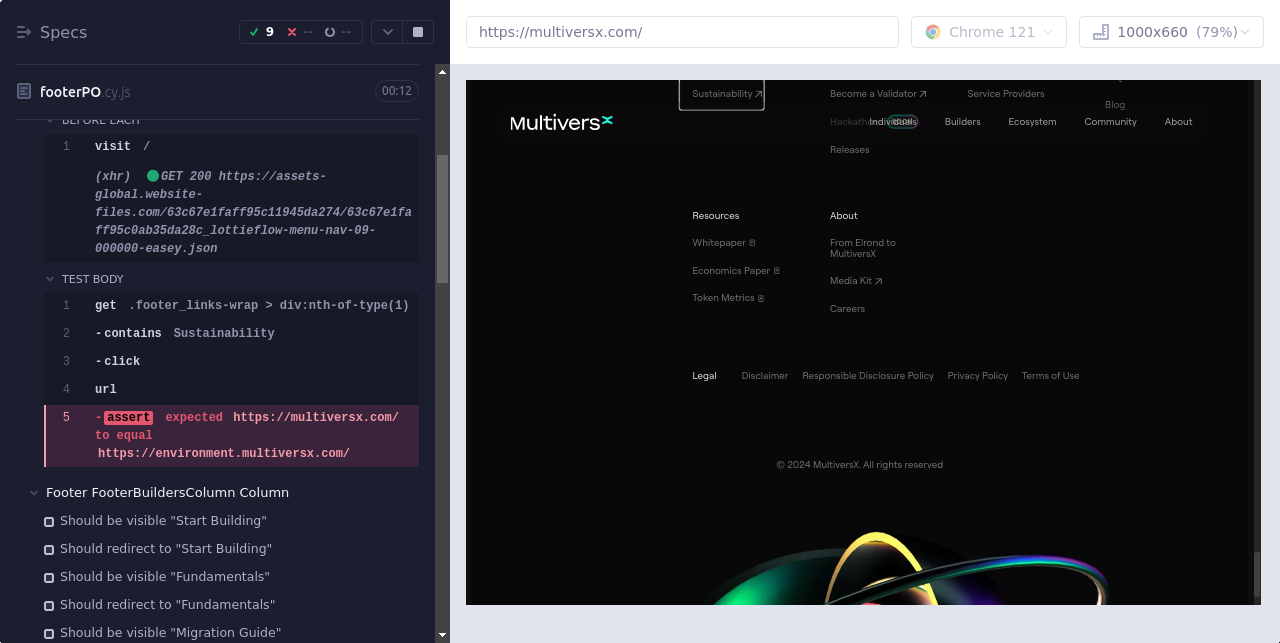 Specs
9
--
--
footerPO.cy.js
00:12
BEFORE EACH
1 visit /
(xhr) GET 200 https://assets-
global.website-
files.com/63c67e1faff95c11945da274/63c67e1fa
ff95c0ab35da28c_lottieflow-menu-nav-09-
000000-easey.json
TEST BODY
1 get .footer_links-wrap > div:nth-of-type(1)
2 -contains Sustainability
3 -click
4 url
5 -assert expected https://multiversx.com/
to equal
https://environment.multiversx.com/
Footer FooterBuildersColumn Column
Should be visible "Start Building"
Should redirect to "Start Building"
Should be visible "Fundamentals"
Should redirect to "Fundamentals"
Should be visible "Migration Guide"
https://multiversx.com/
Chrome 121
1000x660 (79%)
Sustainability
Become a Validator
Service Providers
Blog
Multiversx
Individuals
Builders
Ecosystem
Community
About
Releases
Resources
About
Whitepaper
From Elrond to
MultiversX
Economics Paper
Media Kit
Token Metrics
Careers
Legal
Disclaimer
Responsible Disclosure Policy
Privacy Policy
Terms of Use
© 2024 MultiversX. All rights reserved